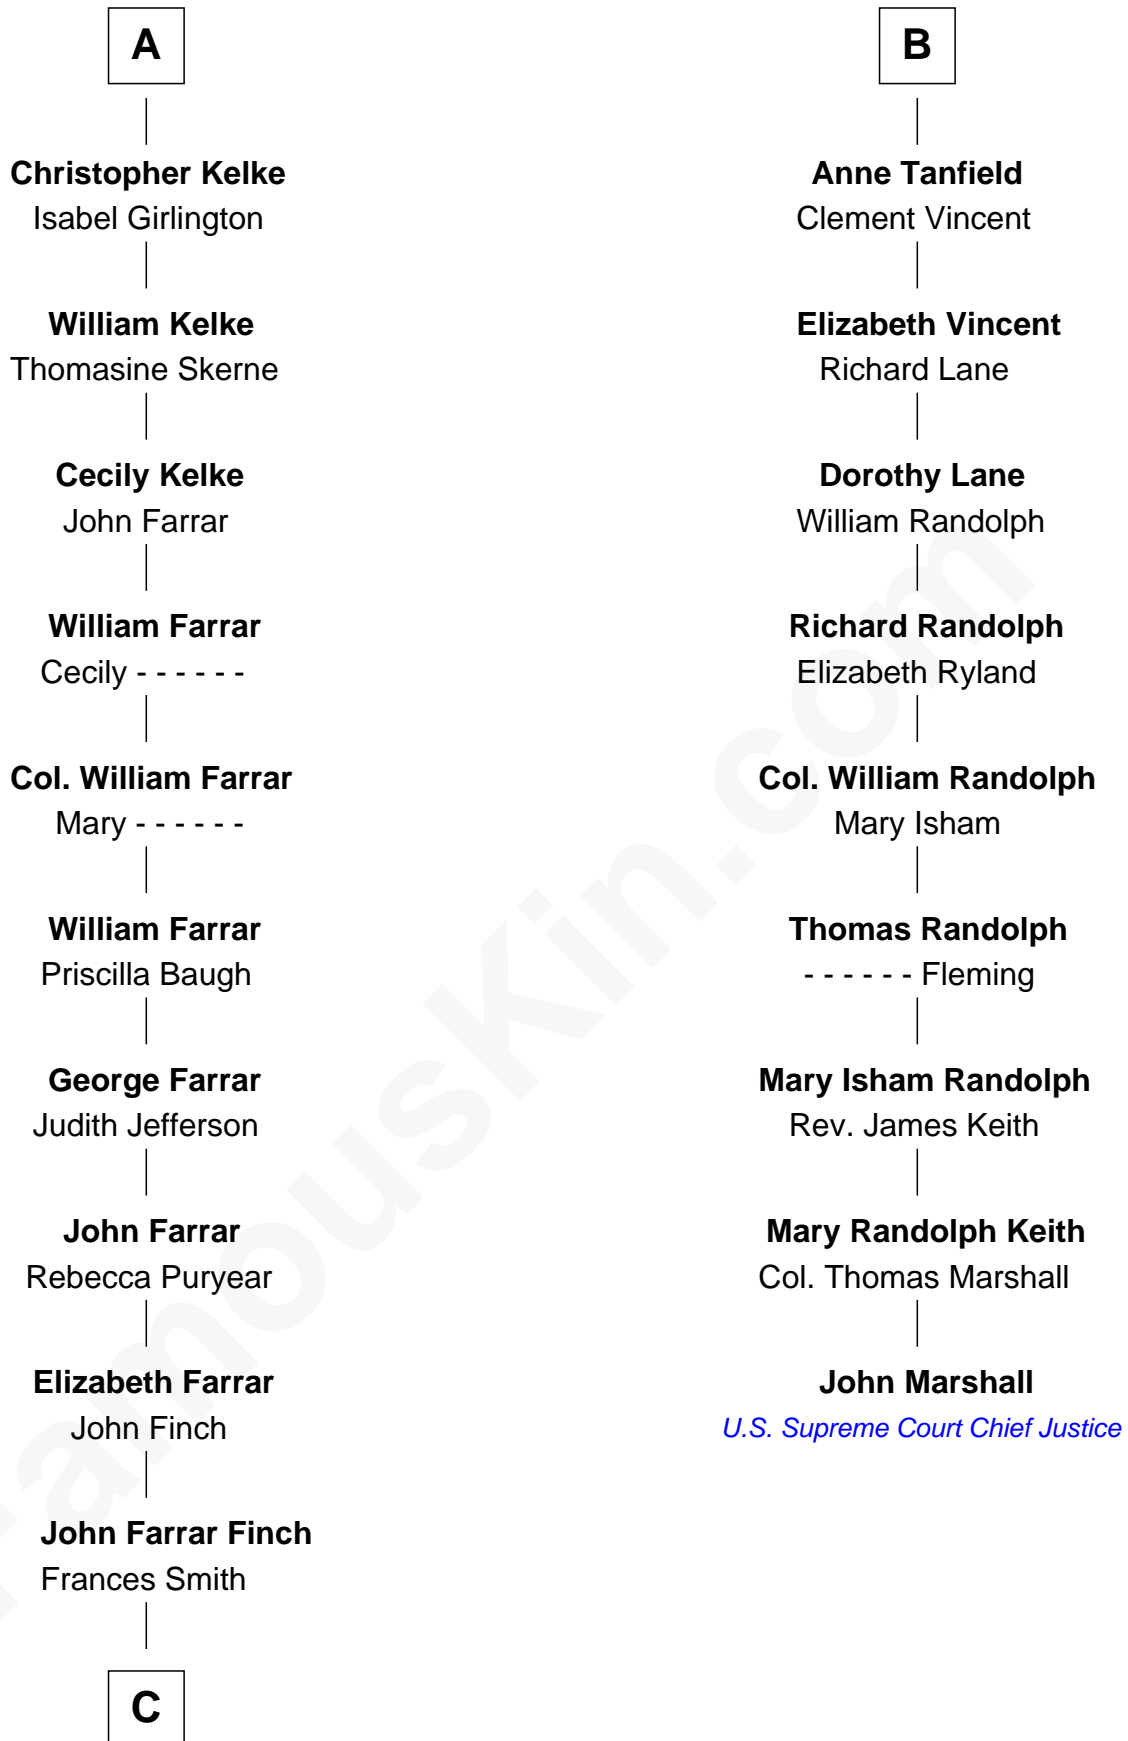 A
Christopher Kelke
Isabel Girlington
William Kelke
Thomasine Skerne
Cecily Kelke
John Farrar
William Farrar
Cecily - - - - - -
Col. William Farrar
Mary - - - - - -
William Farrar
Priscilla Baugh
George Farrar
Judith Jefferson
John Farrar
Rebecca Puryear
Elizabeth Farrar
John Finch
John Farrar Finch
Frances Smith
C
B
Anne Tanfield
Clement Vincent
Elizabeth Vincent
Richard Lane
Dorothy Lane
William Randolph
Richard Randolph
Elizabeth Ryland
Col. William Randolph
Mary Isham
Thomas Randolph
- - - - - - Fleming
Mary Isham Randolph
Rev. James Keith
Mary Randolph Keith
Col. Thomas Marshall
John Marshall
U.S. Supreme Court Chief Justice
FamousKin.com